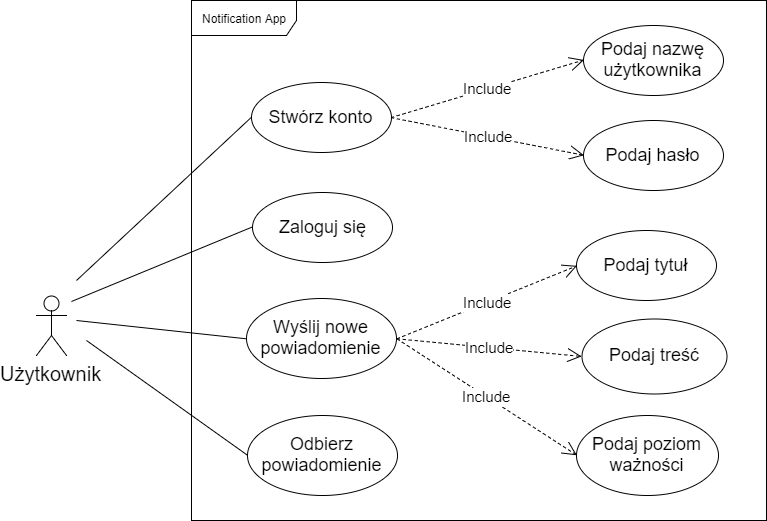 Notification App
Podaj nazwę
użytkownika
Include
Stwórz konto
Include
Podaj hasło
Zaloguj się
Podaj tytuł
Include
Wyślij nowe
powiadomienie
Include
Podaj treść
Użytkownik
Include
Odbierz
powiadomienie
Podaj poziom
ważności